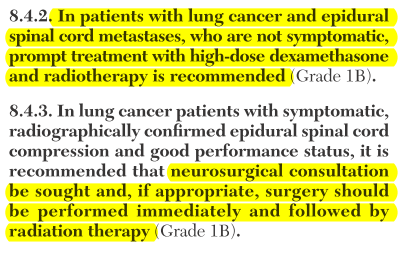 8.4.2. In patients with lung cancer and epidural
spinal cord metastases, who are not symptomatic,
prompt treatment with high-dose dexamethasone
and radiotherapy is recommended (Grade 1B).
8.4.3. In lung cancer patients with symptomatic,
radiographically confirmed epidural spinal cord
compression and good performance status, it is
recommended that neurosurgical consultation
be sought and, if appropriate, surgery should
be performed immediately and followed by
radiation therapy (Grade 1B).